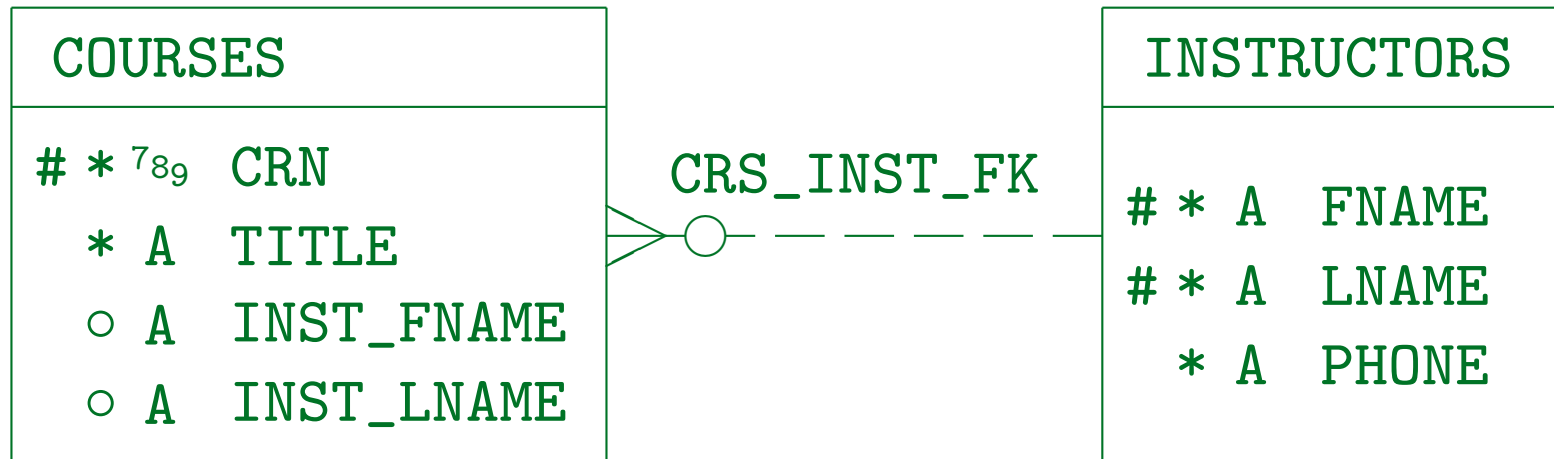 COURSES
# * 789 CRN
* A TITLE
○ A INST_FNAME
○ A INST_LNAME
CRS_INST_FK
INSTRUCTORS
# * A FNAME
# * A LNAME
* A PHONE